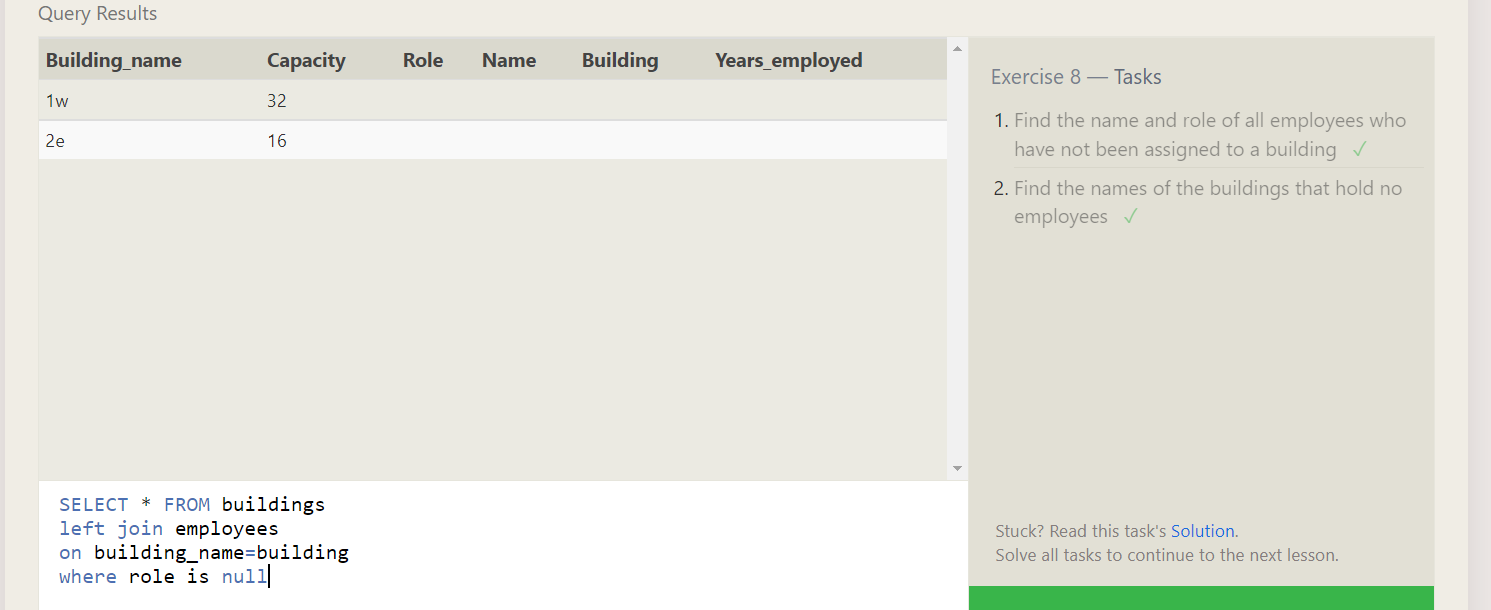 Query Results
Building_name Capacity Role Name Building Years_employed
1w 32
2e 16
SELECT * FROM buildings
left join employees
on building_name=building
where role is null
Exercise 8 — Tasks
1. Find the name and role of all employees who
have not been assigned to a building ✓
2. Find the names of the buildings that hold no
employees ✓
Stuck? Read this task's Solution.
Solve all tasks to continue to the next lesson.